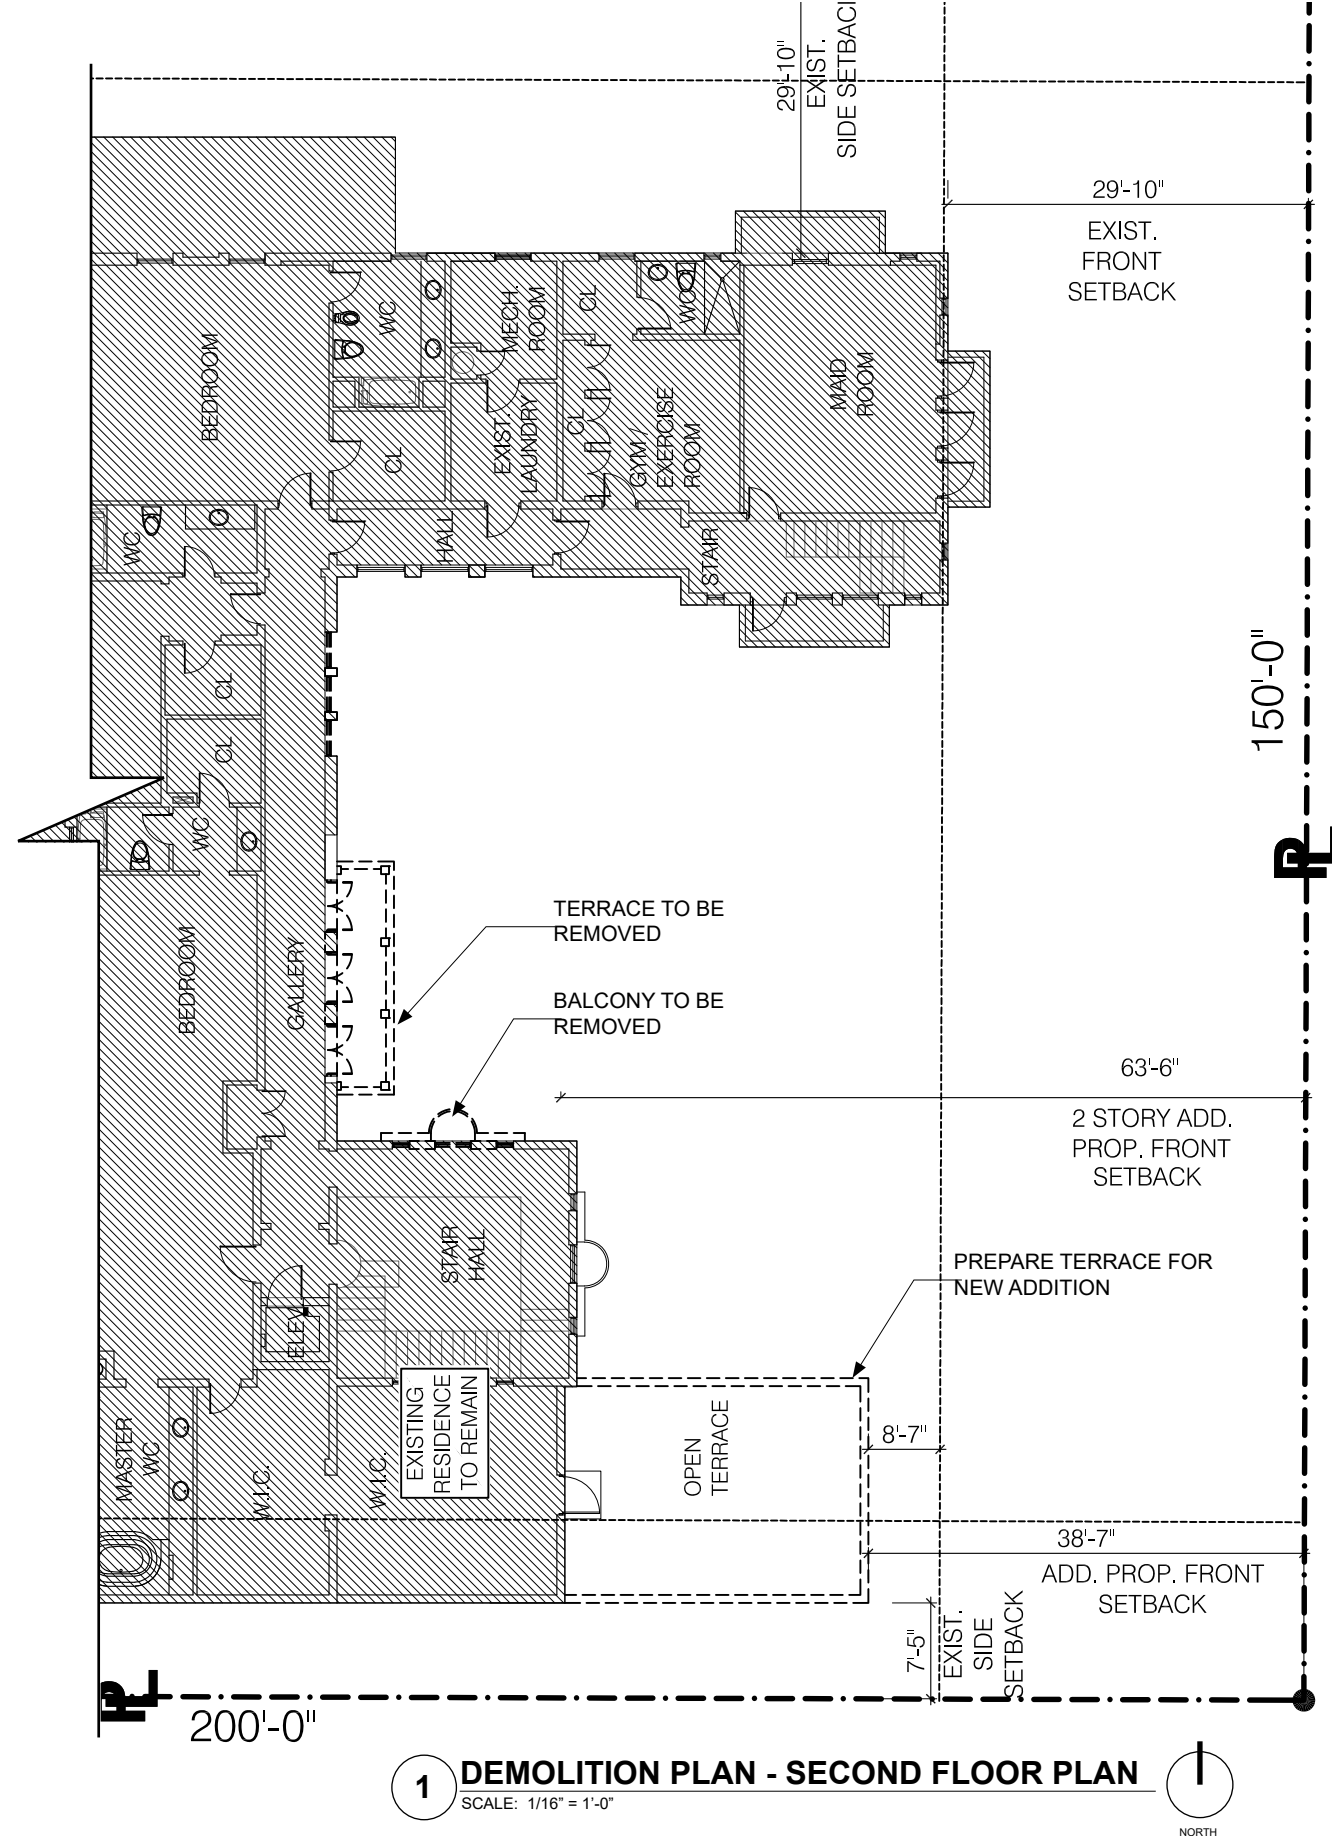 29'-10"
EXIST.
SIDE SETBACK
29'-10"
EXIST.
FRONT
SETBACK
BEDROOM
WC
CL
MECH.
ROOM
EXIST.
LAUNDRY
CL
WC
CL
GYM /
EXERCISE
ROOM
MAID
ROOM
HALL
STAIR
WC
CL
CL
WC
150'-0"
PL
BEDROOM
GALLERY
TERRACE TO BE
REMOVED
BALCONY TO BE
REMOVED
63'-6"
2 STORY ADD.
PROP. FRONT
SETBACK
STAIR
HALL
ELEV.
PREPARE TERRACE FOR
NEW ADDITION
EXISTING
RESIDENCE
TO REMAIN
MASTER
WC
W.I.C.
W.I.C.
OPEN
TERRACE
8'-7"
38'-7"
ADD. PROP. FRONT
SETBACK
7'-5"
EXIST.
SIDE
SETBACK
PL
200'-0"
1
DEMOLITION PLAN - SECOND FLOOR PLAN
SCALE: 1/16" = 1'-0"
NORTH